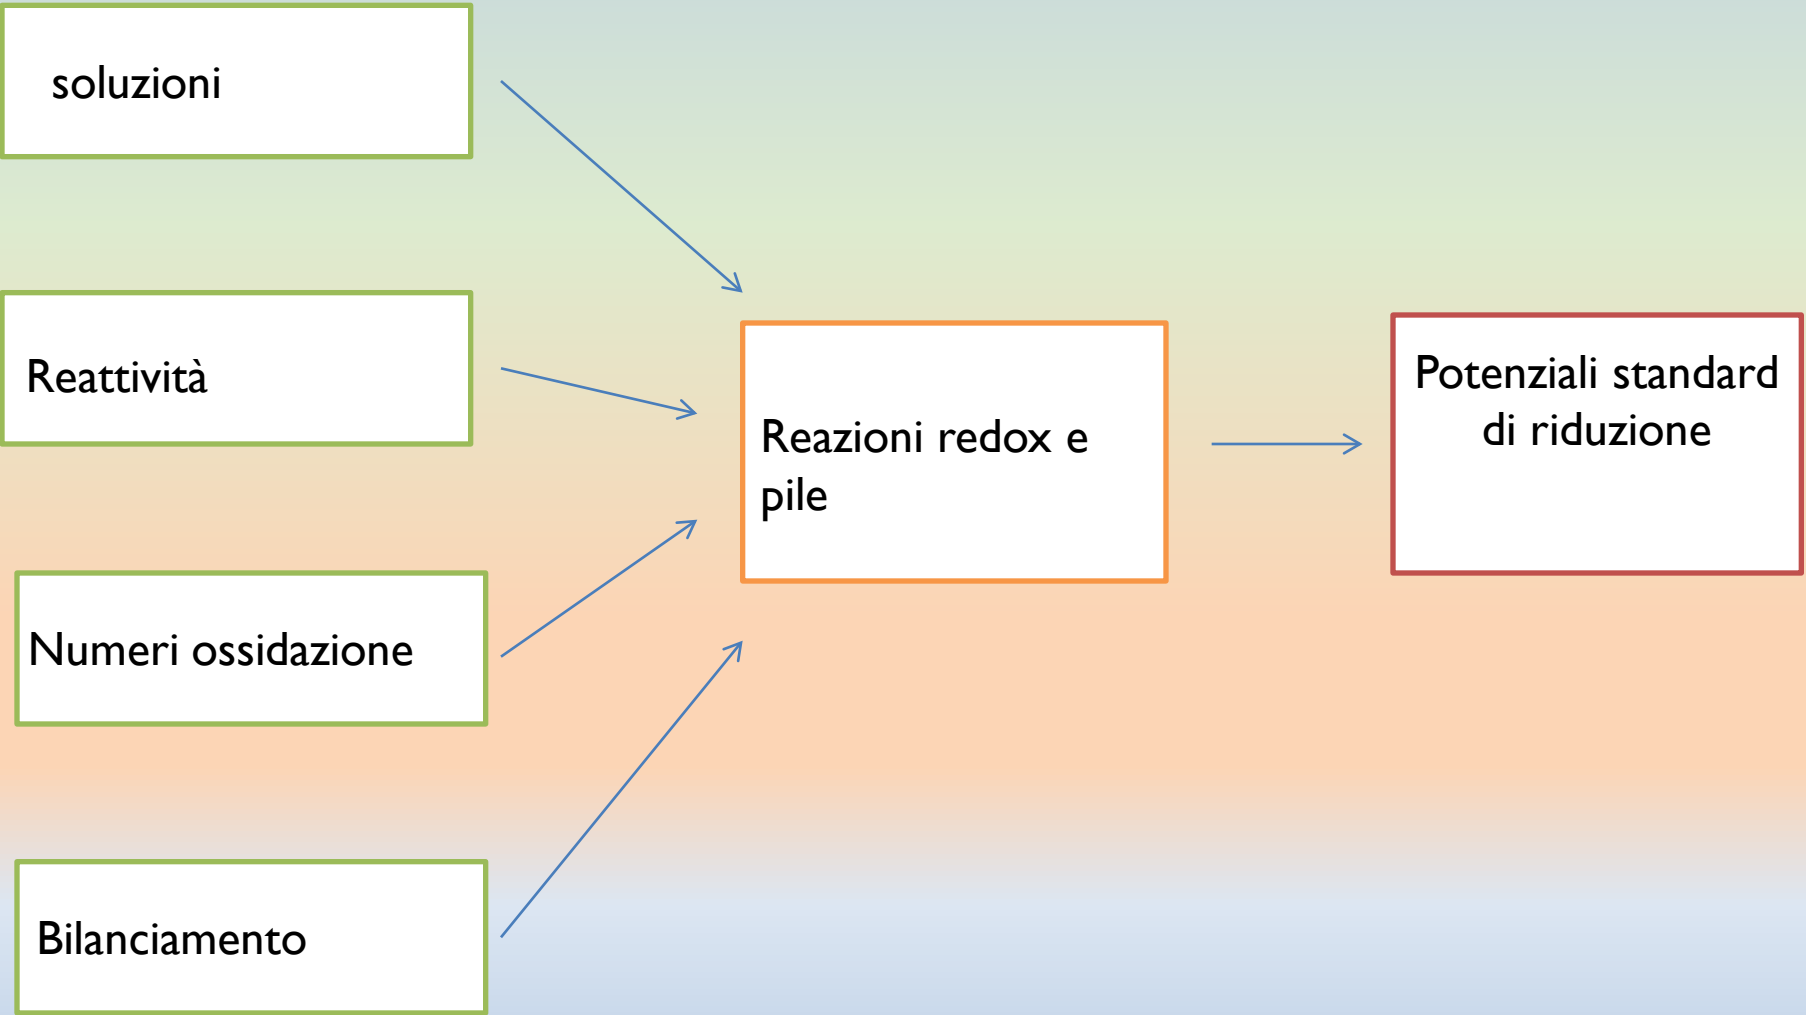 soluzioni
Reattività
Numeri ossidazione
Bilanciamento
Reazioni redox e
pile
Potenziali standard
di riduzione